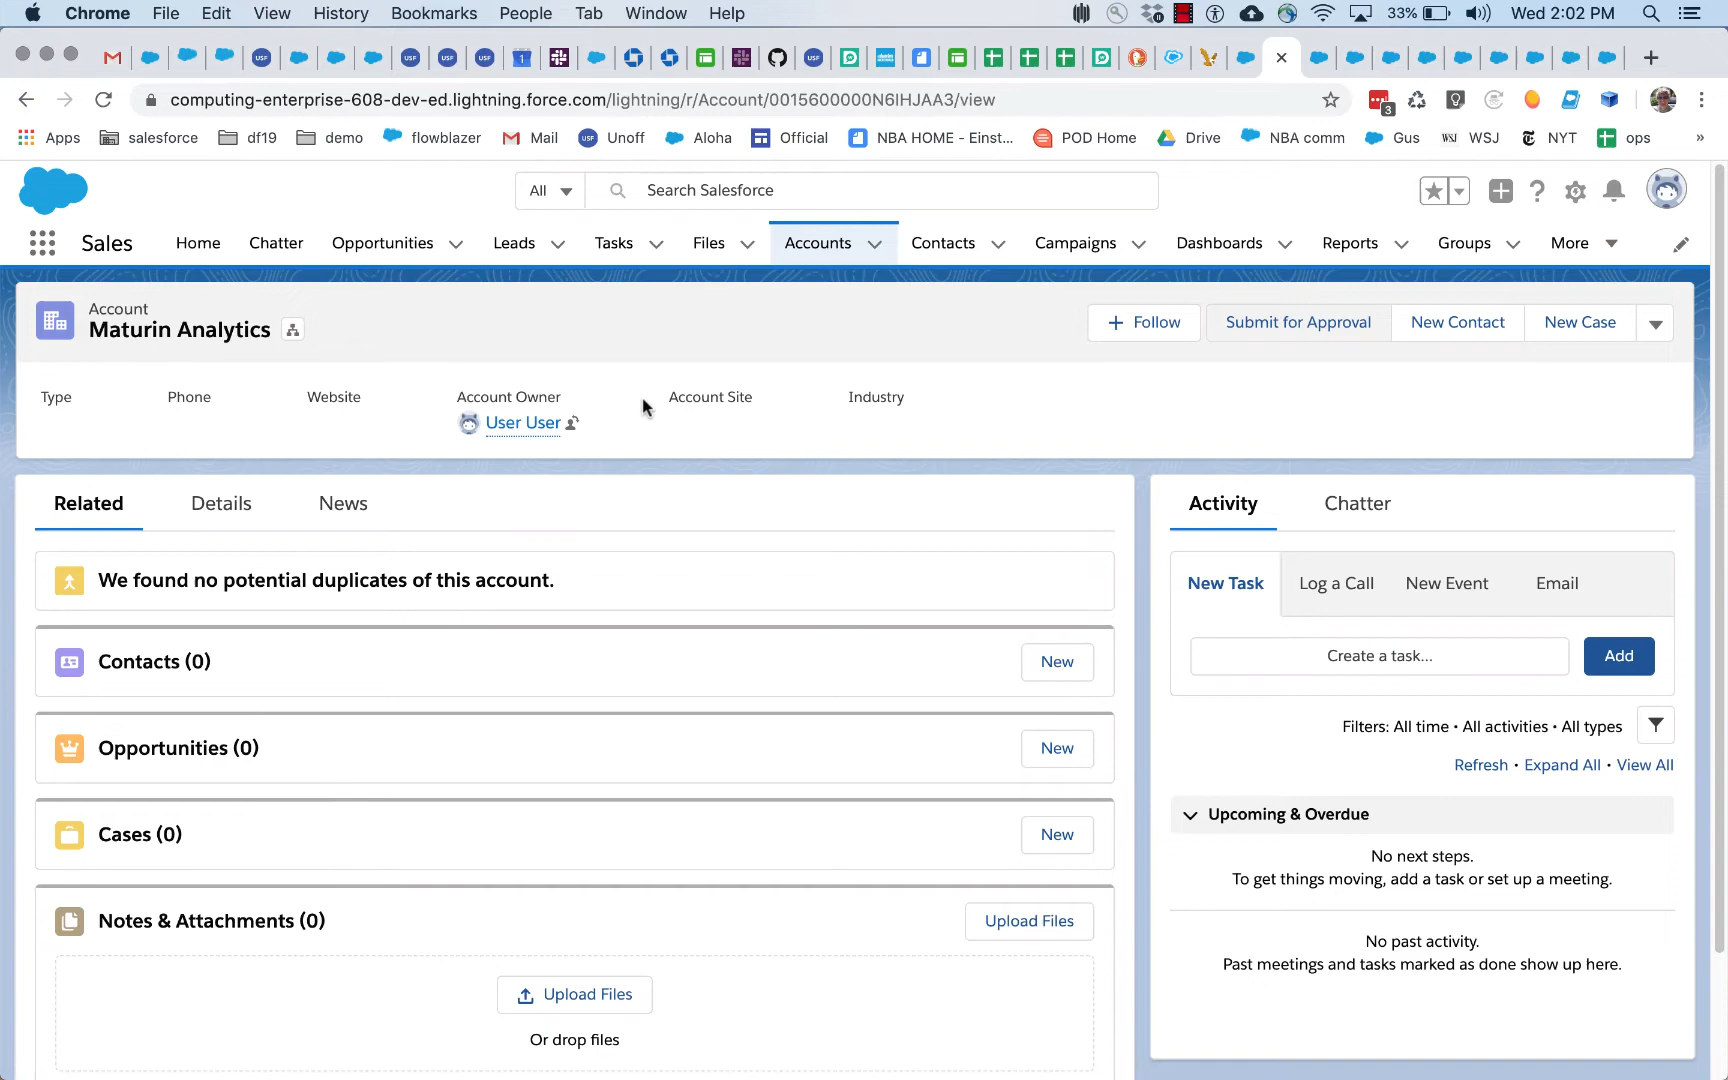 Chrome File Edit View History Bookmarks People Tab Window Help 33% Wed 2:02 PM
computing-enterprise-608-dev-ed.lightning.force.com/lightning/r/Account/0015600000N6IHJAA3/view 3
Apps salesforce df19 demo flowblazer Mail Unoff Aloha Official NBA HOME - Einst... POD Home Drive NBA comm Gus WSJ WSJ NYT ops »
All Search Salesforce
Sales Home Chatter Opportunities Leads Tasks Files Accounts Contacts Campaigns Dashboards Reports Groups More
Account
Maturin Analytics
Follow Submit for Approval New Contact New Case
Type Phone Website Account Owner Account Site Industry
User User
Related Details News
We found no potential duplicates of this account.
Contacts (0) New
Opportunities (0) New
Cases (0) New
Notes & Attachments (0) Upload Files
Upload Files
Or drop files
Activity Chatter
New Task Log a Call New Event Email
Create a task... Add
Filters: All time • All activities • All types
Refresh • Expand All • View All
Upcoming & Overdue
No next steps.
To get things moving, add a task or set up a meeting.
No past activity.
Past meetings and tasks marked as done show up here.